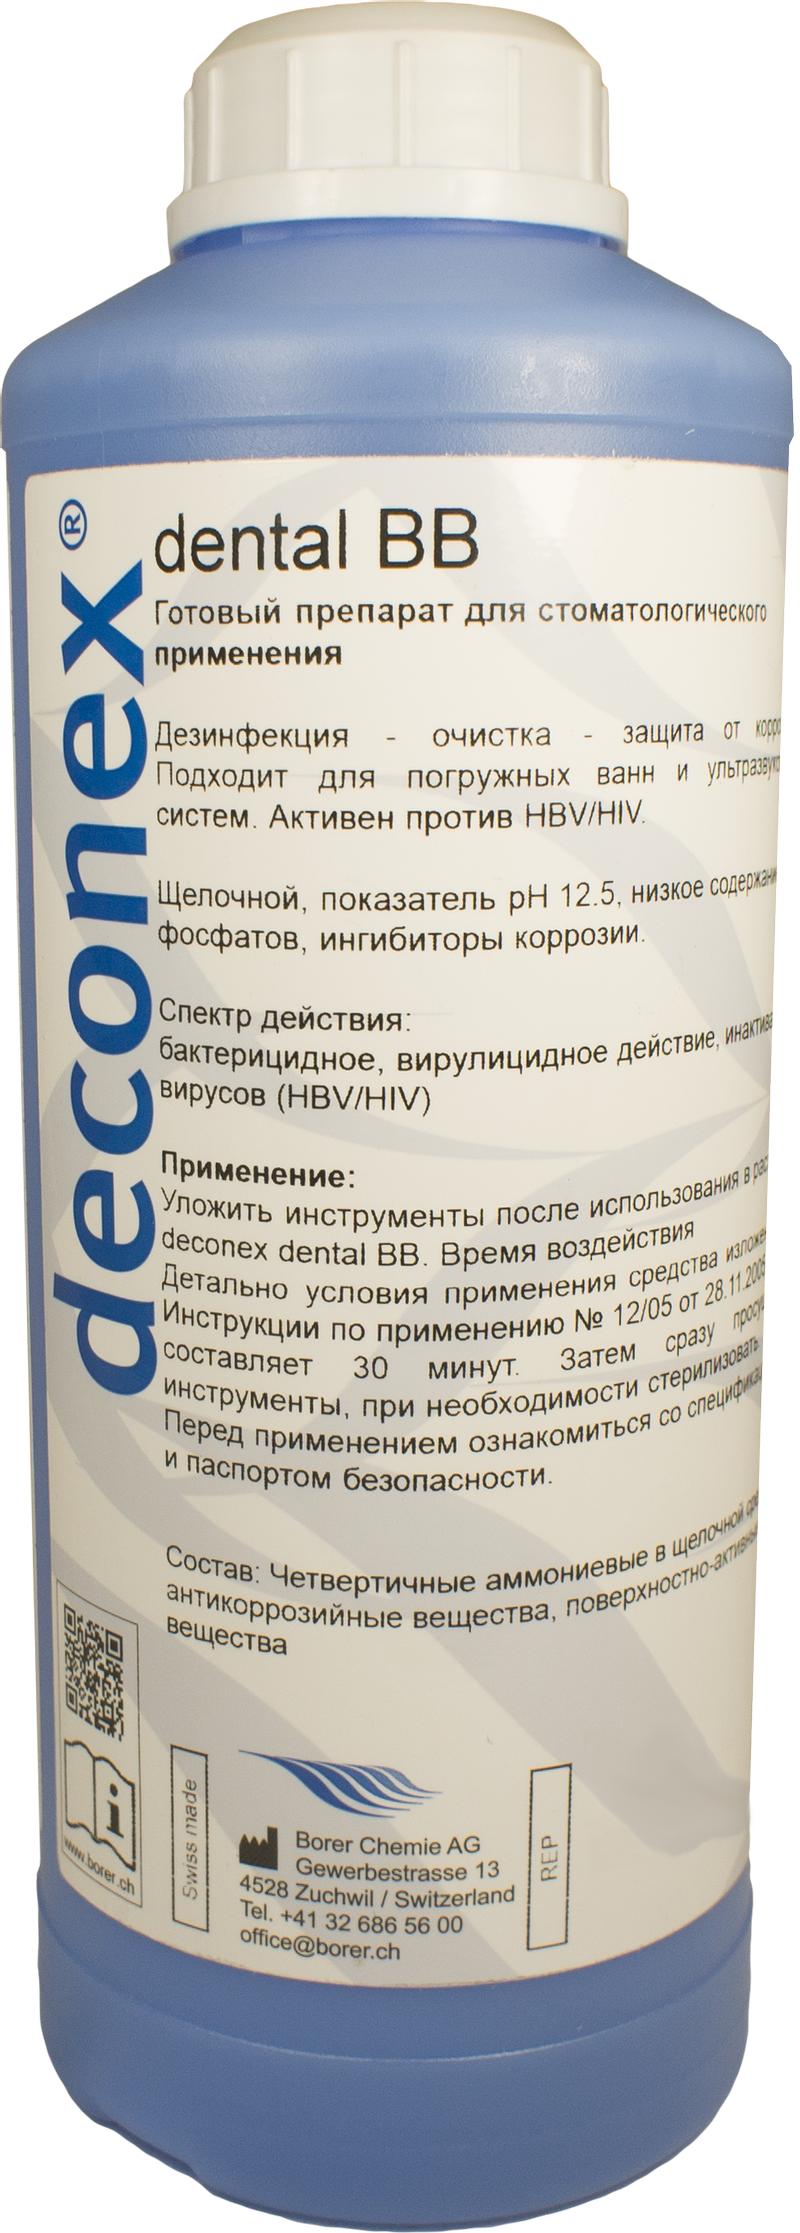 deconex®
dental BB
Готовый препарат для стоматологического
применения
Дезинфекция - очистка - защита от
Подходит для погружных ванн и
систем. Активен против HBV/HIV.
Щелочной, показатель pH 12.5, низкое
фосфатов, ингибиторы коррозии.
Спектр действия:
бактерицидное, вирулицидное действие,
вирусов (HBV/HIV)
Применение:
Уложить инструменты после использования в
deconex dental BB. Время воздействия
Детально условия применения средства
Инструкции по применению № 12/05 от
составляет 30 минут. Затем сразу
инструменты, при необходимости стерилизовать.
Перед применением ознакомиться со
и паспортом безопасности.
Состав: Четвертичные аммониевые в щелочной
антикоррозийные вещества,
вещества
www.borer.ch
Swiss made
Borer Chemie AG
Gewerbestrasse 13
4528 Zuchwil / Switzerland
Tel. +41 32 686 56 00
office@borer.ch
REP